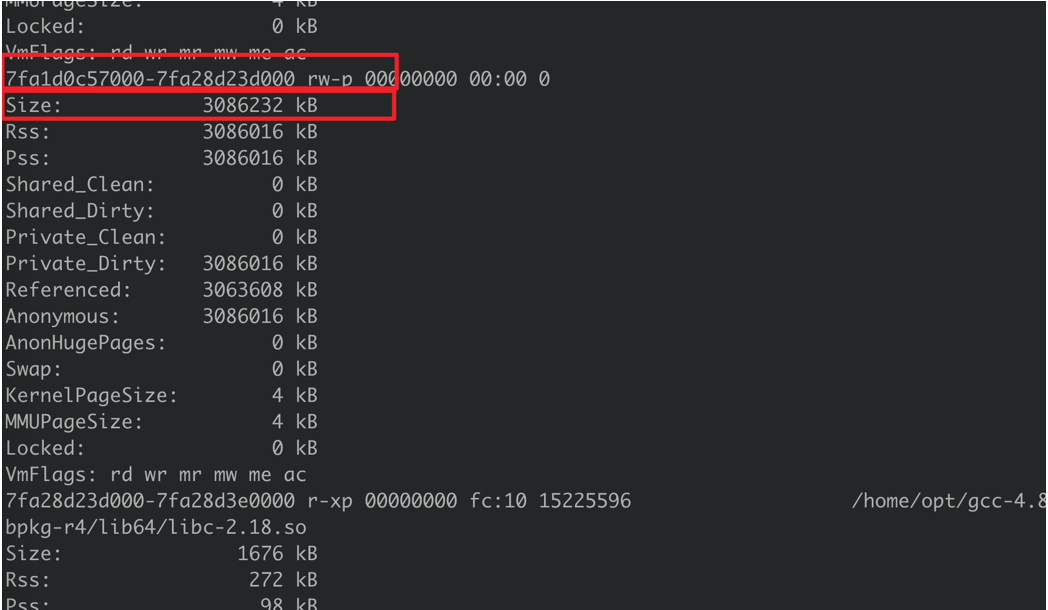 MMUPageSize:           4 kB
Locked:                0 kB
VmFlags: rd wr mr mw me ac
7fa1d0c57000-7fa28d23d000 rw-p 00000000 00:00 0
Size:            3086232 kB
Rss:             3086016 kB
Pss:             3086016 kB
Shared_Clean:          0 kB
Shared_Dirty:          0 kB
Private_Clean:         0 kB
Private_Dirty:   3086016 kB
Referenced:      3063608 kB
Anonymous:       3086016 kB
AnonHugePages:         0 kB
Swap:                  0 kB
KernelPageSize:        4 kB
MMUPageSize:           4 kB
Locked:                0 kB
VmFlags: rd wr mr mw me ac
7fa28d23d000-7fa28d3e0000 r-xp 00000000 fc:10 15225596                   /home/opt/gcc-4.8
bpkg-r4/lib64/libc-2.18.so
Size:               1676 kB
Rss:                 272 kB
Pss:                  98 kB